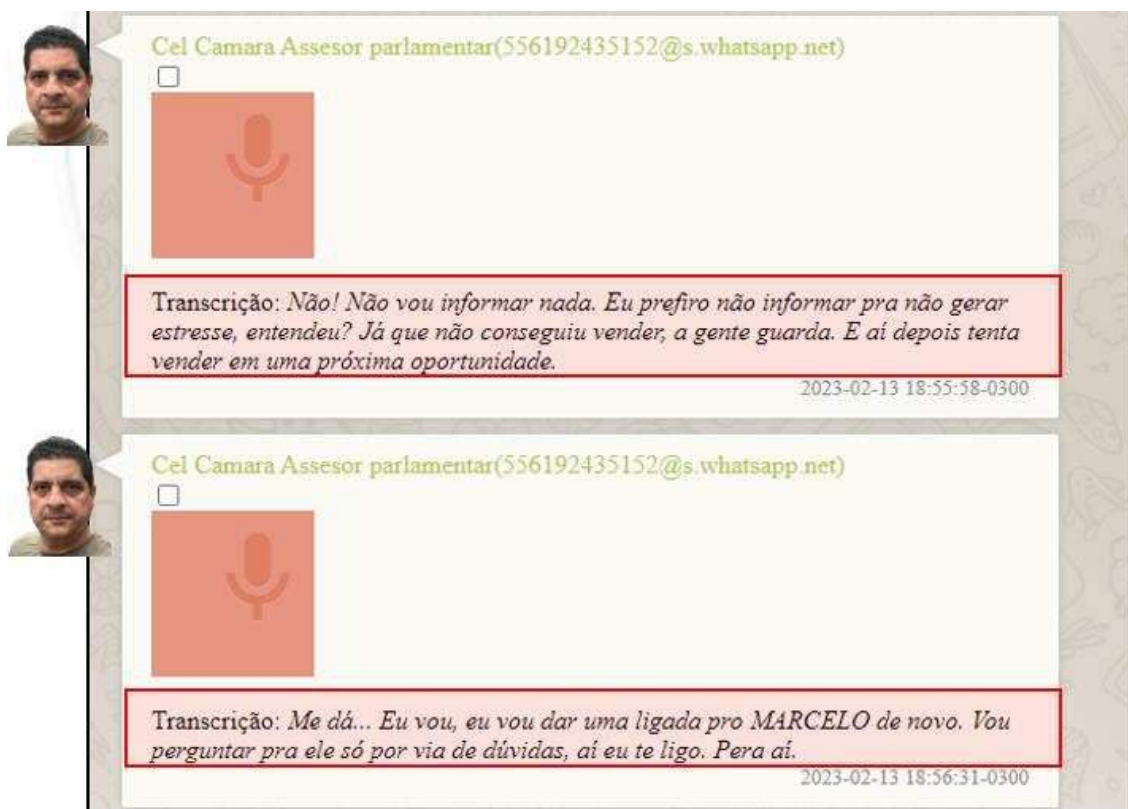 Cel Camara Assesor parlamentar(556192435152@s.whatsapp.net)
Transcrição: Não! Não vou informar nada. Eu prefiro não informar pra não gerar
estresse, entendeu? Já que não conseguiu vender, a gente guarda. E aí depois tenta
vender em uma próxima oportunidade.
2023-02-13 18:55:58-0300
Cel Camara Assesor parlamentar(556192435152@s.whatsapp.net)
Transcrição: Me dá... Eu vou, eu vou dar uma ligada pro MARCELO de novo. Vou
perguntar pra ele só por via de dúvidas, aí eu te ligo. Pera aí.
2023-02-13 18:56:31-0300